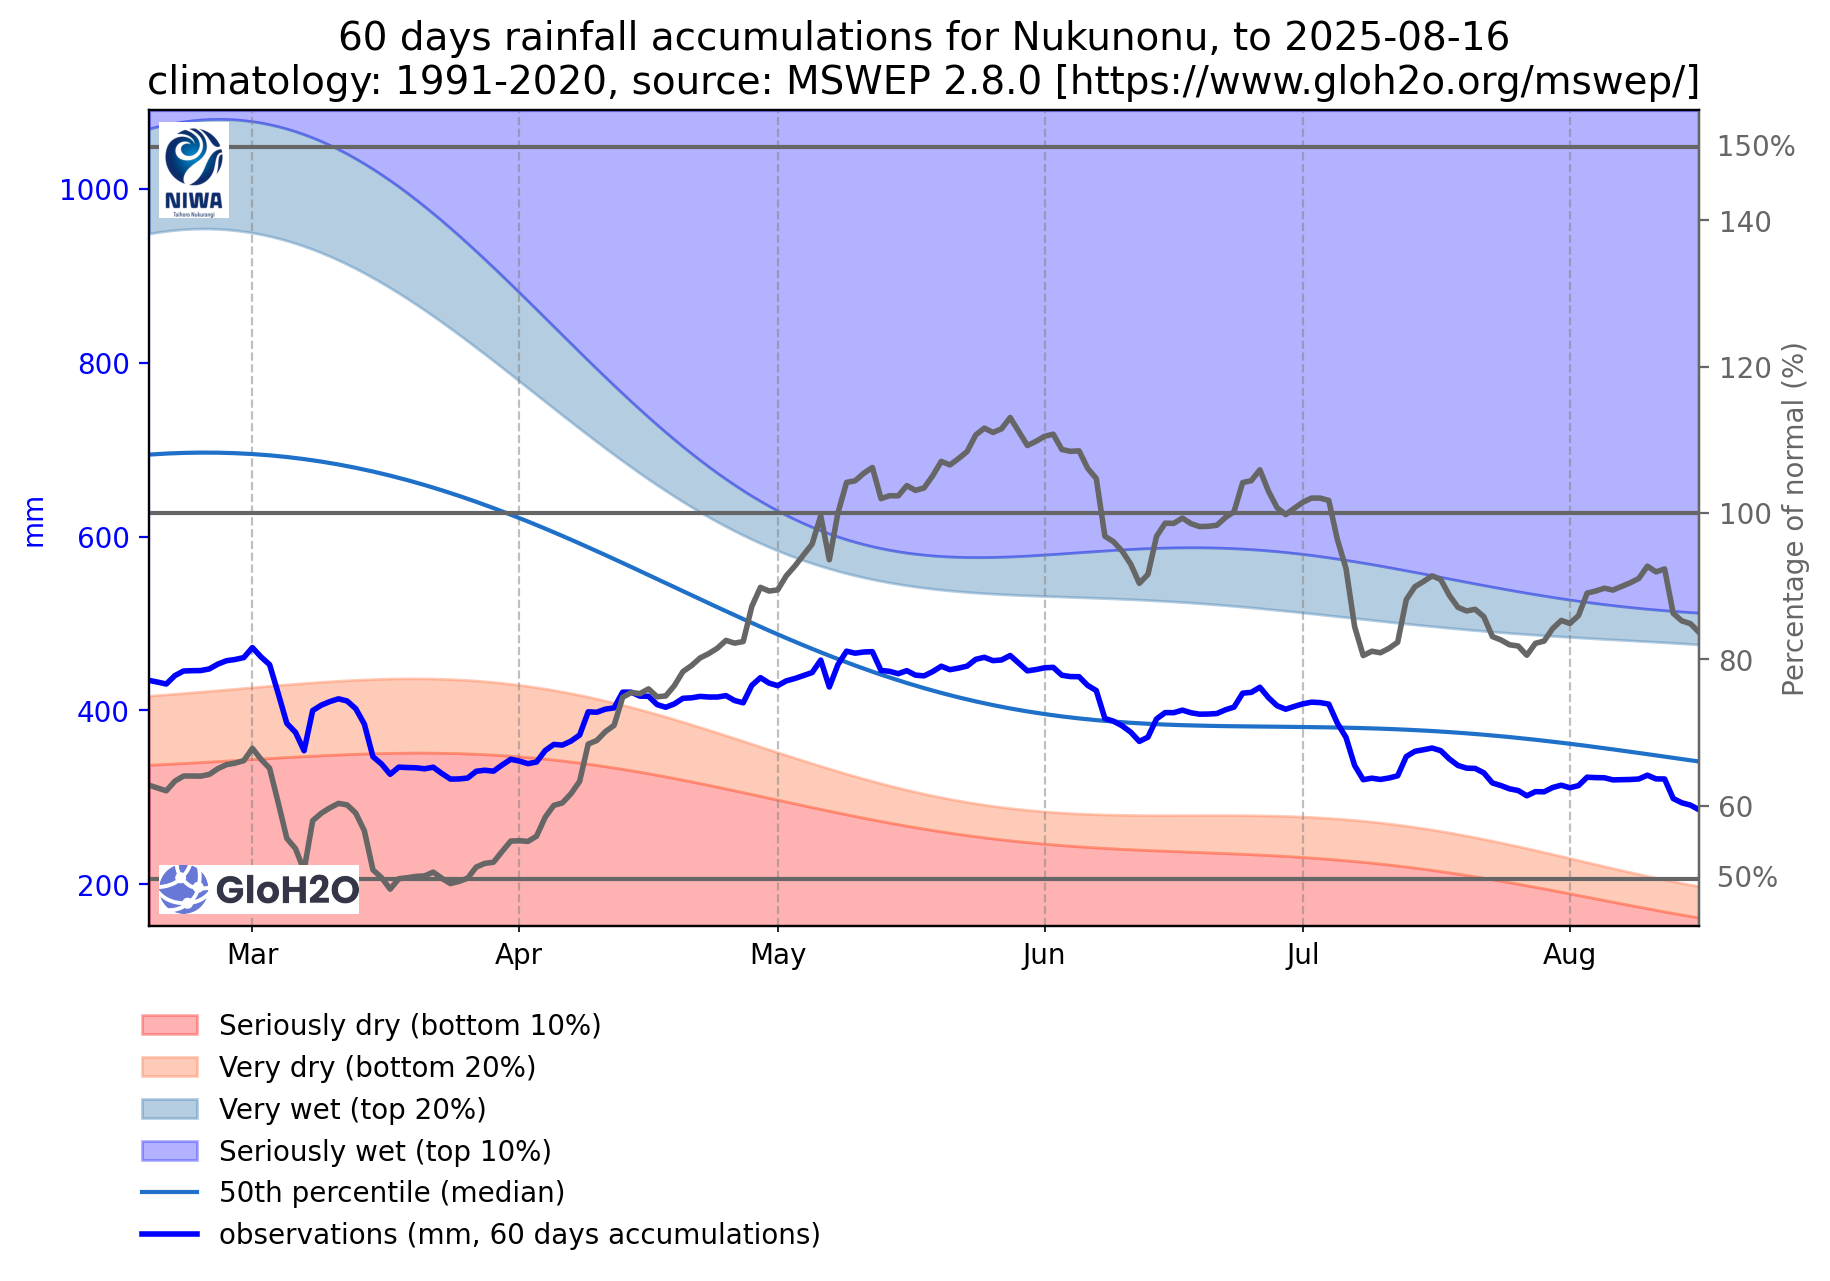 60 days rainfall accumulations for Nukunonu, to 2025-08-16
climatology: 1991-2020, source: MSWEP 2.8.0 [https://www.gloh2o.org/mswep/]
NIWA
Taihoro Nukurangi
1000
800
600
400
200
mm
150%
140
120
100
80
60
50%
Percentage of normal (%)
GloH2O
Mar
Apr
May
Jun
Jul
Aug
Seriously dry (bottom 10%)
Very dry (bottom 20%)
Very wet (top 20%)
Seriously wet (top 10%)
50th percentile (median)
observations (mm, 60 days accumulations)